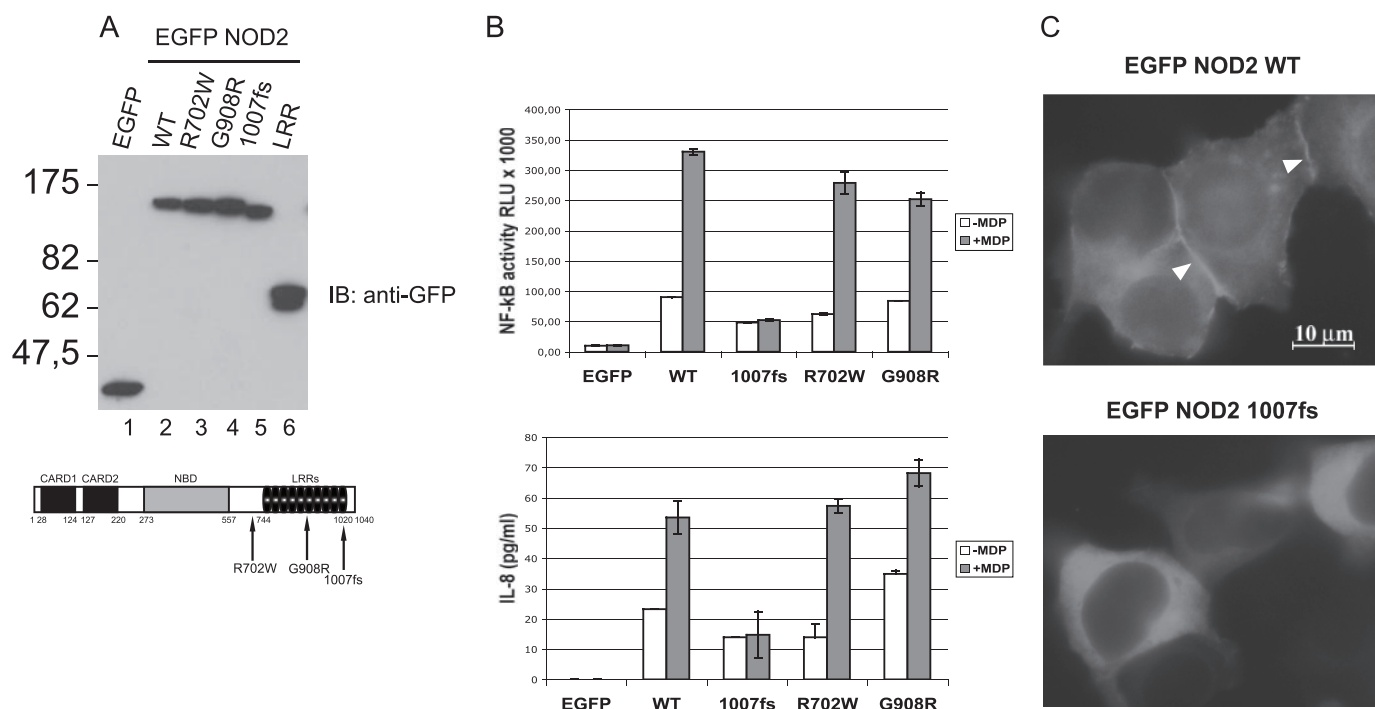 A
EGFP NOD2
EGFP
WT
R702W
G908R
1007fs
LRR
175
82
62
47,5
IB: anti-GFP
1 2 3 4 5 6
CARD1 CARD2 NBD LRRs
1 28 124 127 220 273 557 744 1020 1040
R702W G908R 1007fs
B
NF-kB activity RLU x 1000
400,00
350,00
300,00
250,00
200,00
150,00
100,00
50,00
0,00
EGFP WT 1007fs R702W G908R
-MDP
+MDP
IL-8 (pg/ml)
80
70
60
50
40
30
20
10
0
EGFP WT 1007fs R702W G908R
-MDP
+MDP
C
EGFP NOD2 WT
10 µm
EGFP NOD2 1007fs